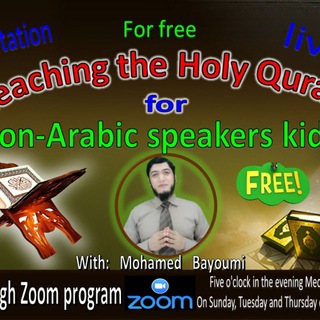 For free
tation
liv
eaching the Holy Qura
for
on-Arabic speakers kid
FREE!
With: Mohamed Bayoumi
gh Zoom program
zoom
Five o'clock in the evening Mec
On Sunday, Tuesday and Thursday o